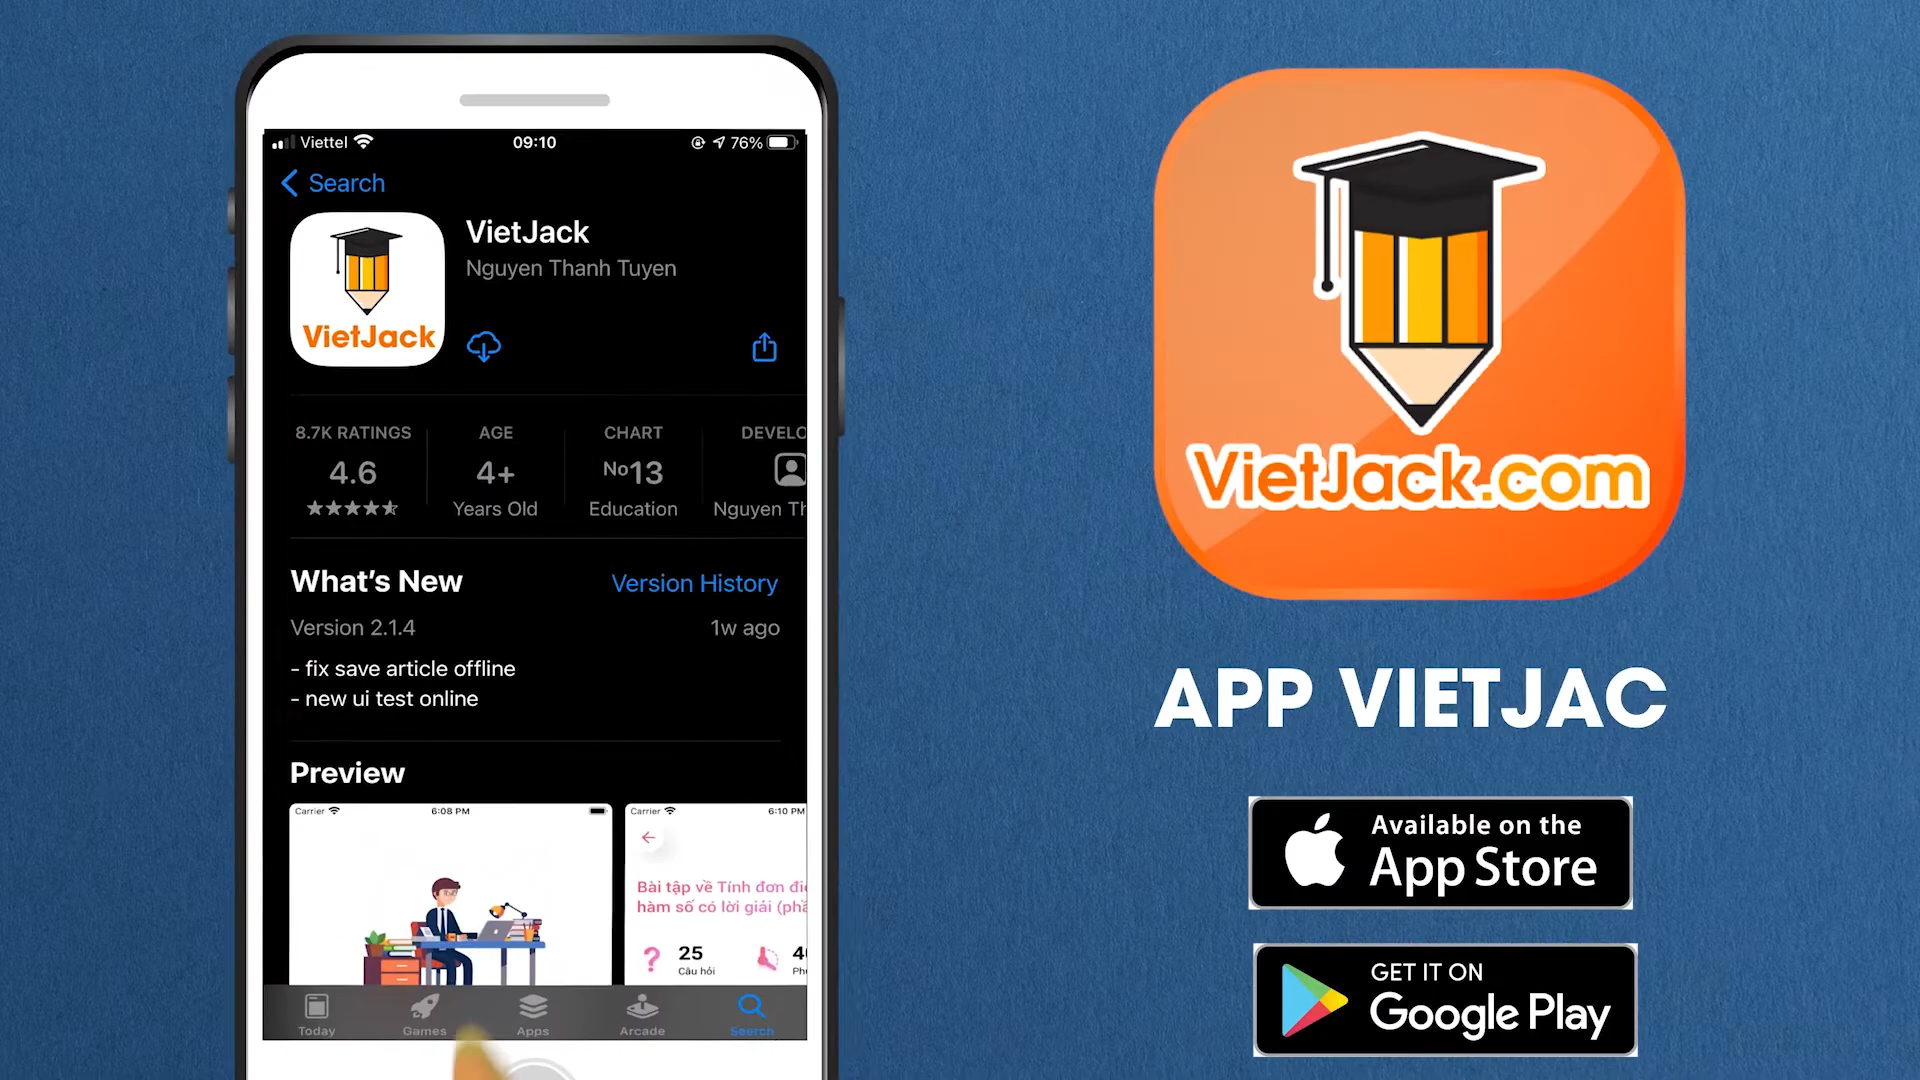 Viettel
09:10
76%
Search
VietJack
VietJack
Nguyen Thanh Tuyen
8.7K RATINGS
4.6
AGE
4+
Years Old
CHART
No13
Education
DEVELO
Nguyen Th
What's New
Version History
Version 2.1.4
1w ago
- fix save article offline
- new ui test online
Preview
Carrier
6:08 PM
Carrier
6:10 PM
Bài tập về Tính đơn đi
hàm số có lời giải (phầ
25
Câu hỏi
Today
Games
Apps
Arcade
Search
VietJack.com
APP VIETJAC
Available on the
App Store
GET IT ON
Google Play